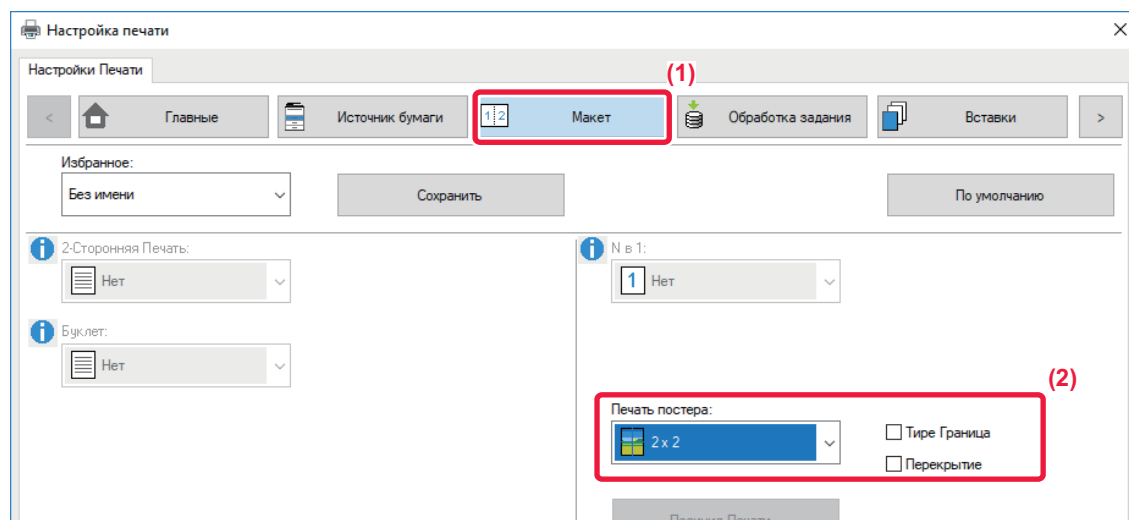 Настройка печати
Настройки Печати
(1)
<
Главные
Источник бумаги
1 2
Макет
Обработка задания
Вставки
>
Избранное:
Без имени
Сохранить
По умолчанию
2-Сторонняя Печать:
Нет
N в 1:
1 Нет
Буклет:
Нет
(2)
Печать постера:
2 x 2
Тире Граница
Перекрытие